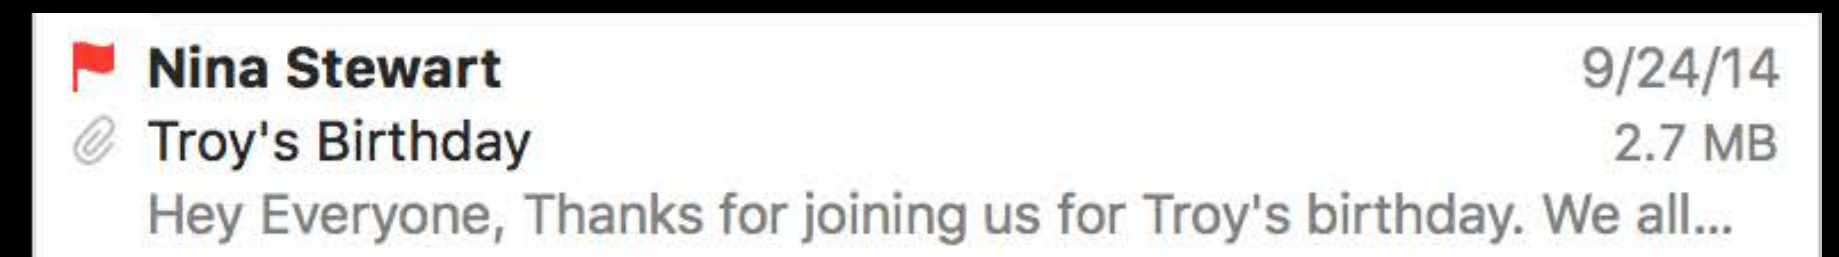 Nina Stewart 9/24/14
Troy's Birthday 2.7 MB
Hey Everyone, Thanks for joining us for Troy's birthday. We all...